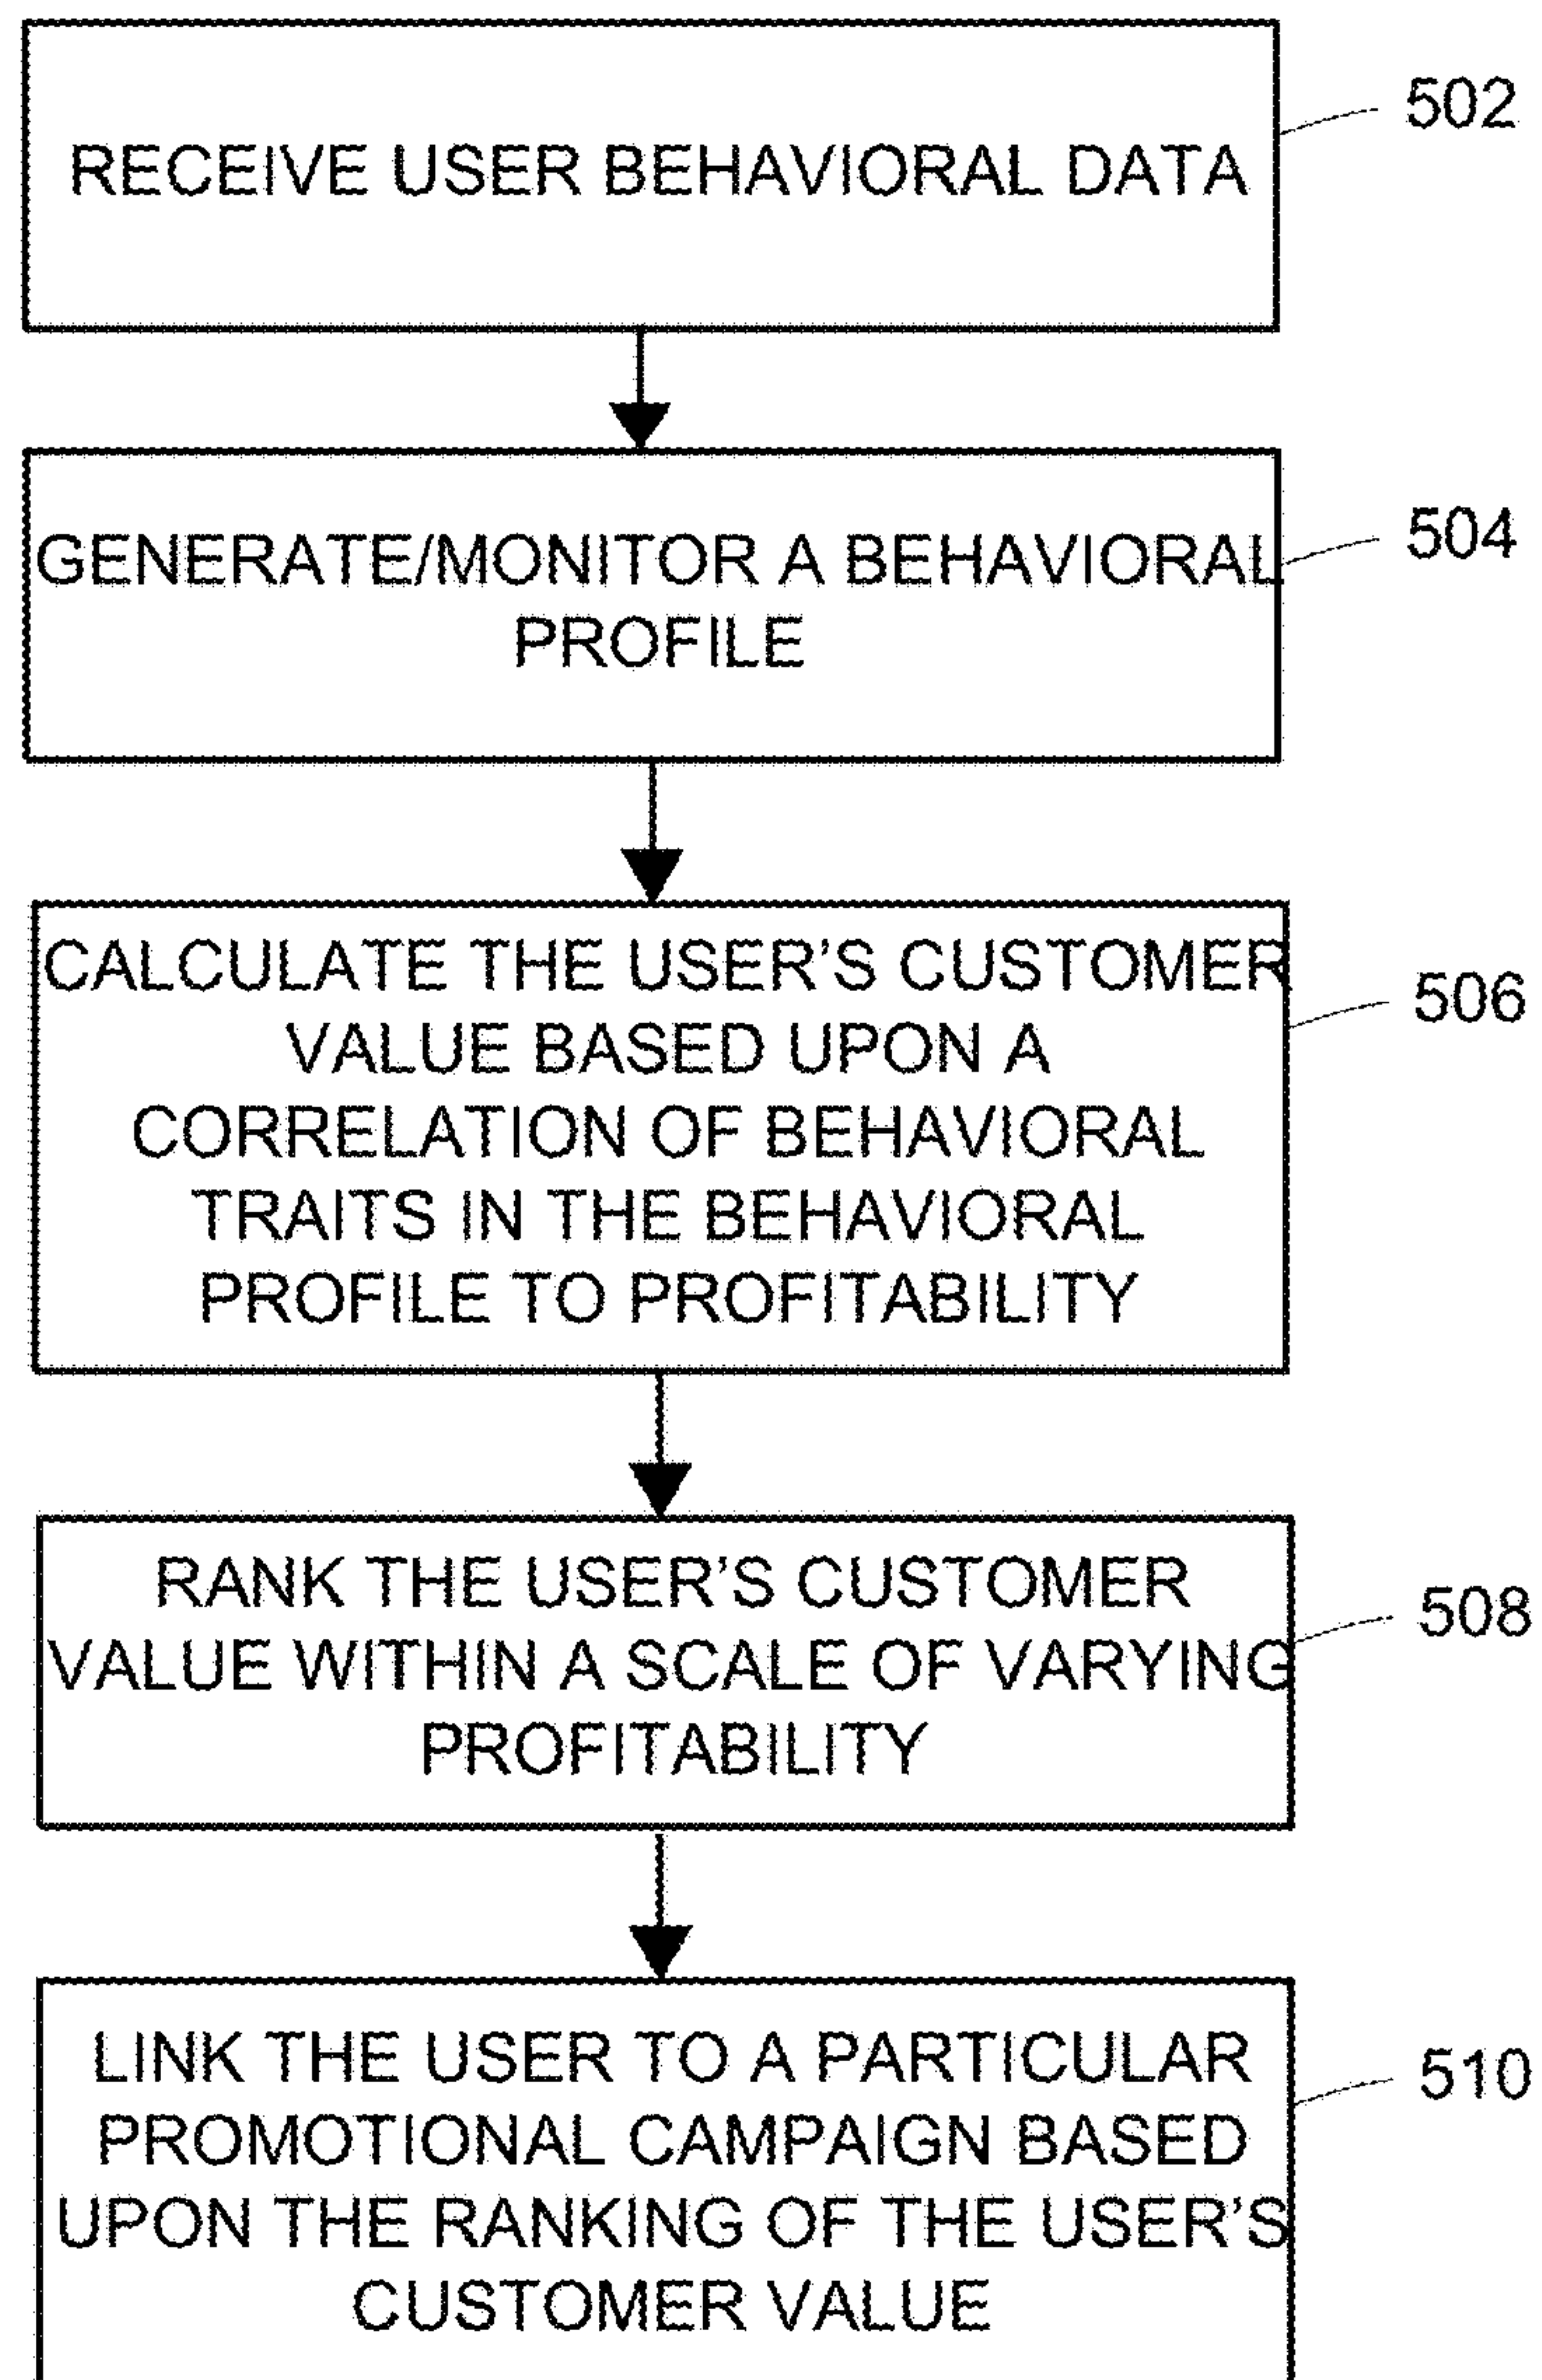 RECEIVE USER BEHAVIORAL DATA
502
GENERATE/MONITOR A BEHAVIORAL
PROFILE
504
CALCULATE THE USER'S CUSTOMER
VALUE BASED UPON A
CORRELATION OF BEHAVIORAL
TRAITS IN THE BEHAVIORAL
PROFILE TO PROFITABILITY
506
RANK THE USER'S CUSTOMER
VALUE WITHIN A SCALE OF VARYING
PROFITABILITY
508
LINK THE USER TO A PARTICULAR
PROMOTIONAL CAMPAIGN BASED
UPON THE RANKING OF THE USER'S
CUSTOMER VALUE
510